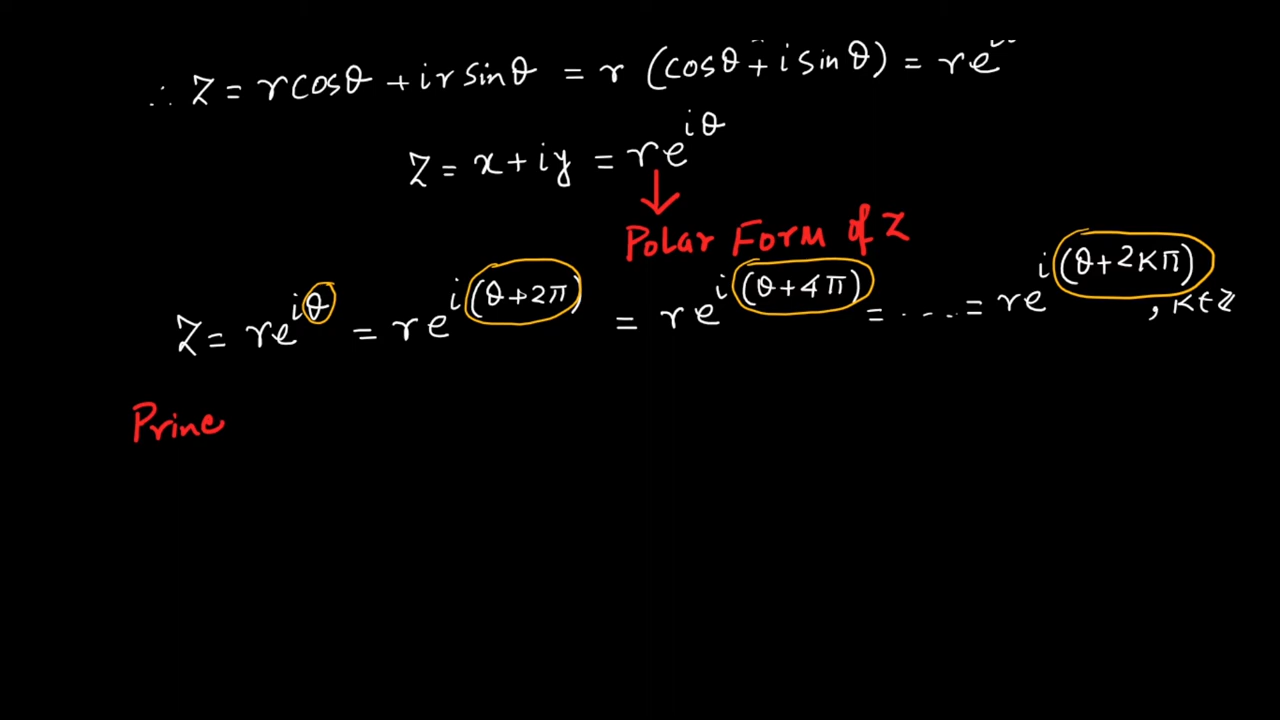 ∴ z = r cosθ + i r sinθ = r (cosθ + i sinθ) = re
z = x + iy = re^{iθ}
Polar Form of z
z = re^{iθ} = re^{i(θ+2π)} = re^{i(θ+4π)} = .... = re^{i(θ+2kπ)}, k∈ℤ
Princ